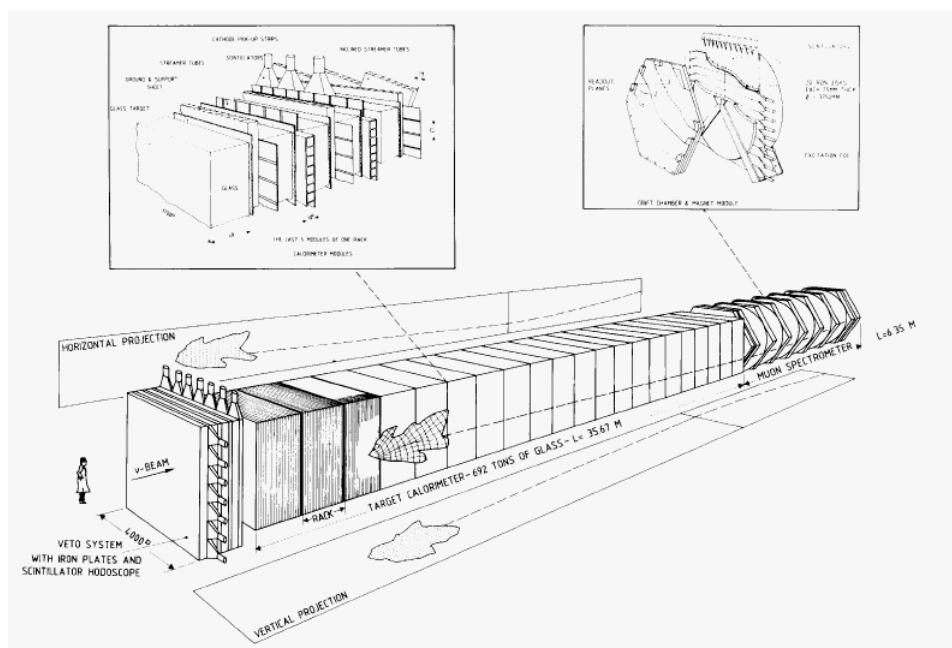 CATHODE PICK-UP STRIPS
INCLINED STREAMER TUBES
STREAMER TUBES
SCINTILLATORS
GROUND & SUPPORT
SHEET
GLASS TARGET
GLASS
THE LAST 5 MODULES OF ONE RACK
CALORIMETER MODULES
SCINTILLATORS
READOUT
PLANES
EXCITATION COIL
DRIFT CHAMBER & MAGNET MODULE
HORIZONTAL PROJECTION
L=6.35 M
MUON SPECTROMETER
TARGET CALORIMETER-692 TONS OF GLASS-L= 35.67 M
ν-BEAM
RACK
4000
VETO SYSTEM
WITH IRON PLATES AND
SCINTILLATOR HODOSCOPE
VERTICAL PROJECTION